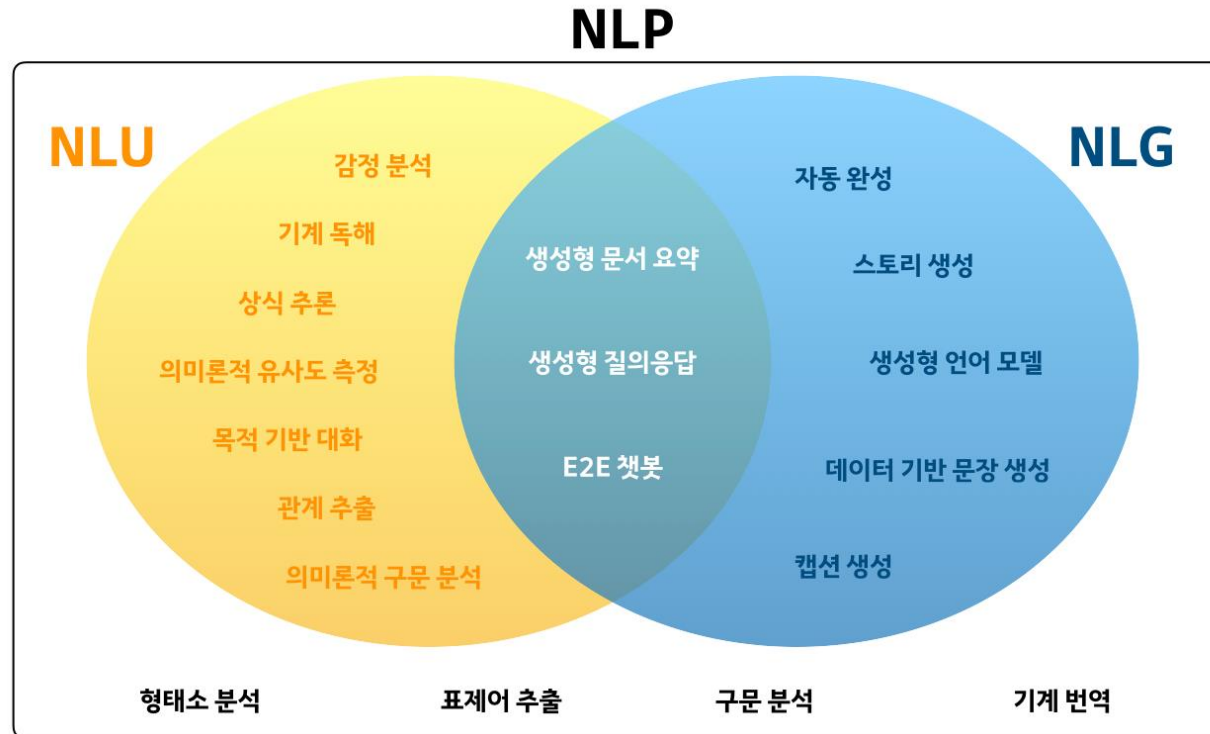 NLP
NLU
감정 분석
기계 독해
상식 추론
의미론적 유사도 측정
목적 기반 대화
관계 추출
의미론적 구문 분석
생성형 문서 요약
생성형 질의응답
E2E 챗봇
NLG
자동 완성
스토리 생성
생성형 언어 모델
데이터 기반 문장 생성
캡션 생성
형태소 분석
표제어 추출
구문 분석
기계 번역